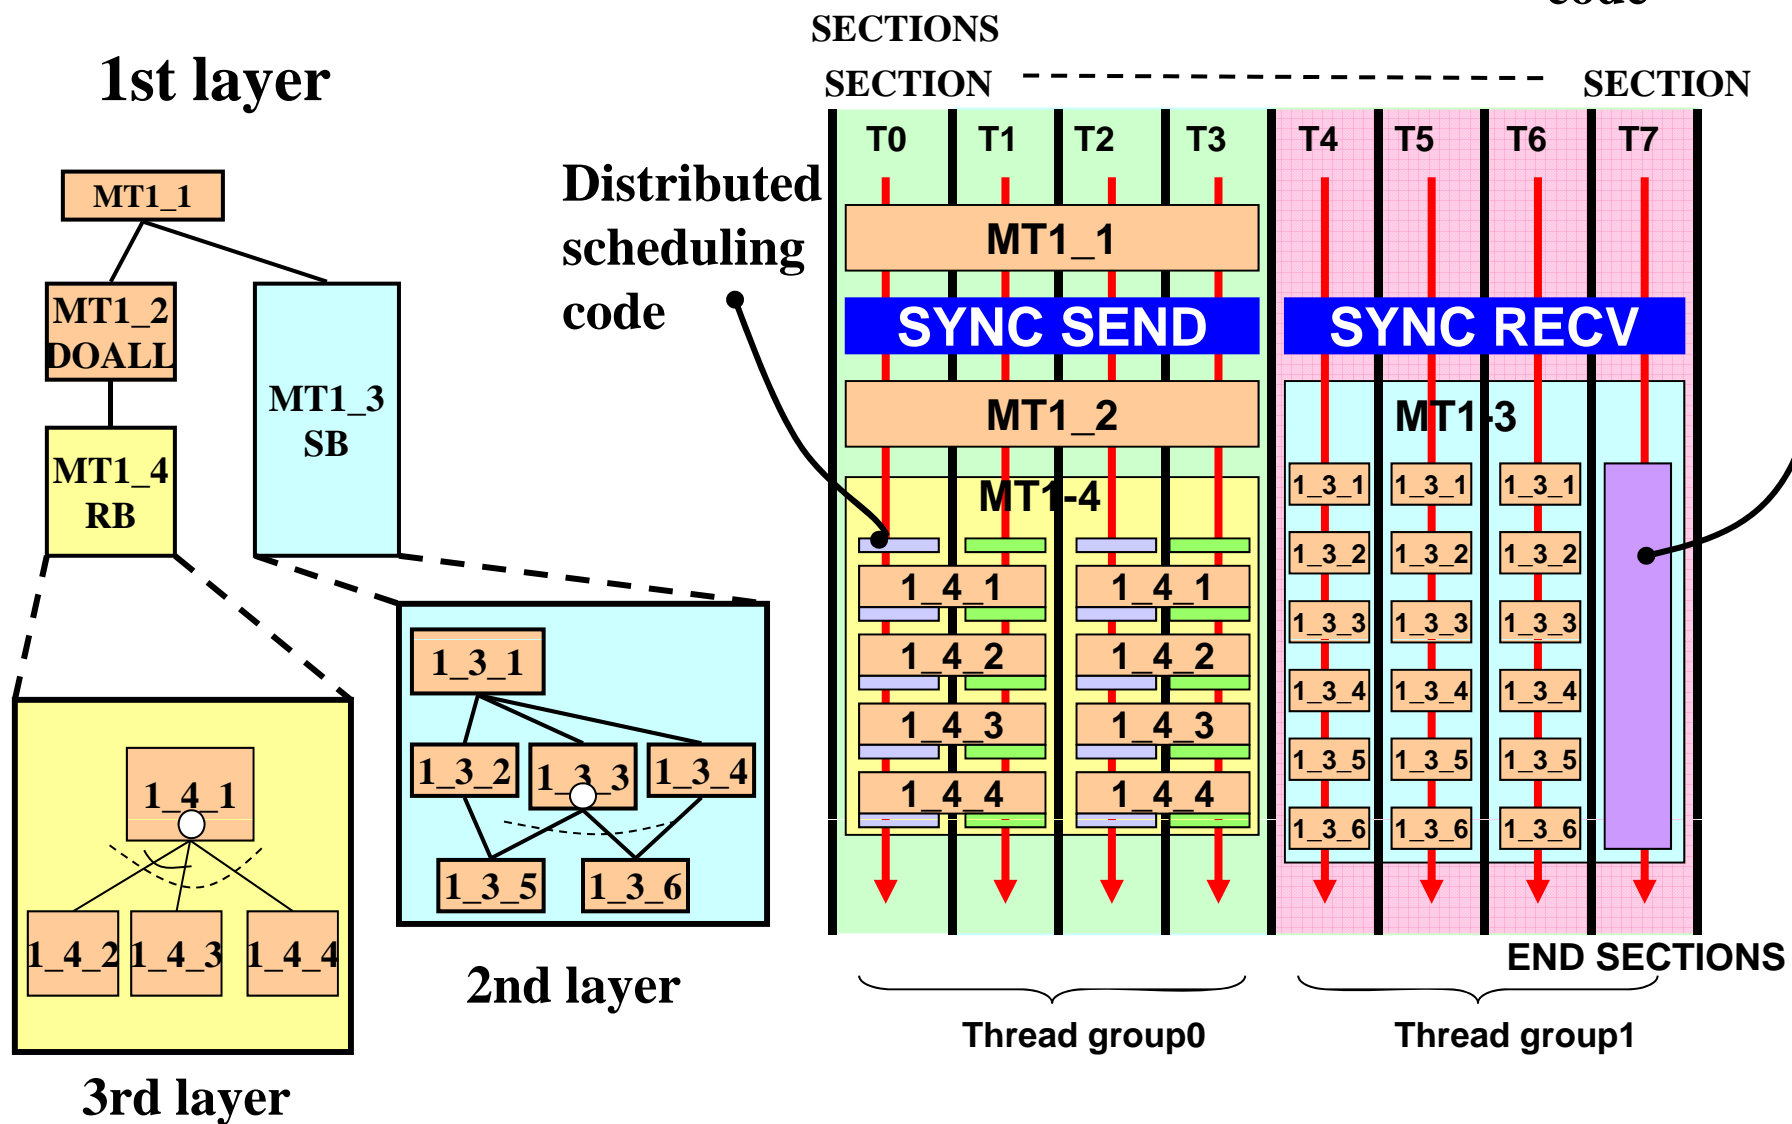 code
SECTIONS
SECTION
SECTION
1st layer
T0 T1 T2 T3 T4 T5 T6 T7
Distributed
scheduling
code
MT1_1
MT1_2
DOALL
MT1_3
SB
MT1_4
RB
MT1_1
SYNC SEND
SYNC RECV
MT1_2
MT1-3
MT1-4
1_4_1 1_4_1
1_4_2 1_4_2
1_4_3 1_4_3
1_4_4 1_4_4
1_3_1 1_3_1 1_3_1
1_3_2 1_3_2 1_3_2
1_3_3 1_3_3 1_3_3
1_3_4 1_3_4 1_3_4
1_3_5 1_3_5 1_3_5
1_3_6 1_3_6 1_3_6
1_3_1
1_3_2 1_3_3 1_3_4
1_3_5 1_3_6
2nd layer
1_4_1
1_4_2 1_4_3 1_4_4
3rd layer
END SECTIONS
Thread group0
Thread group1